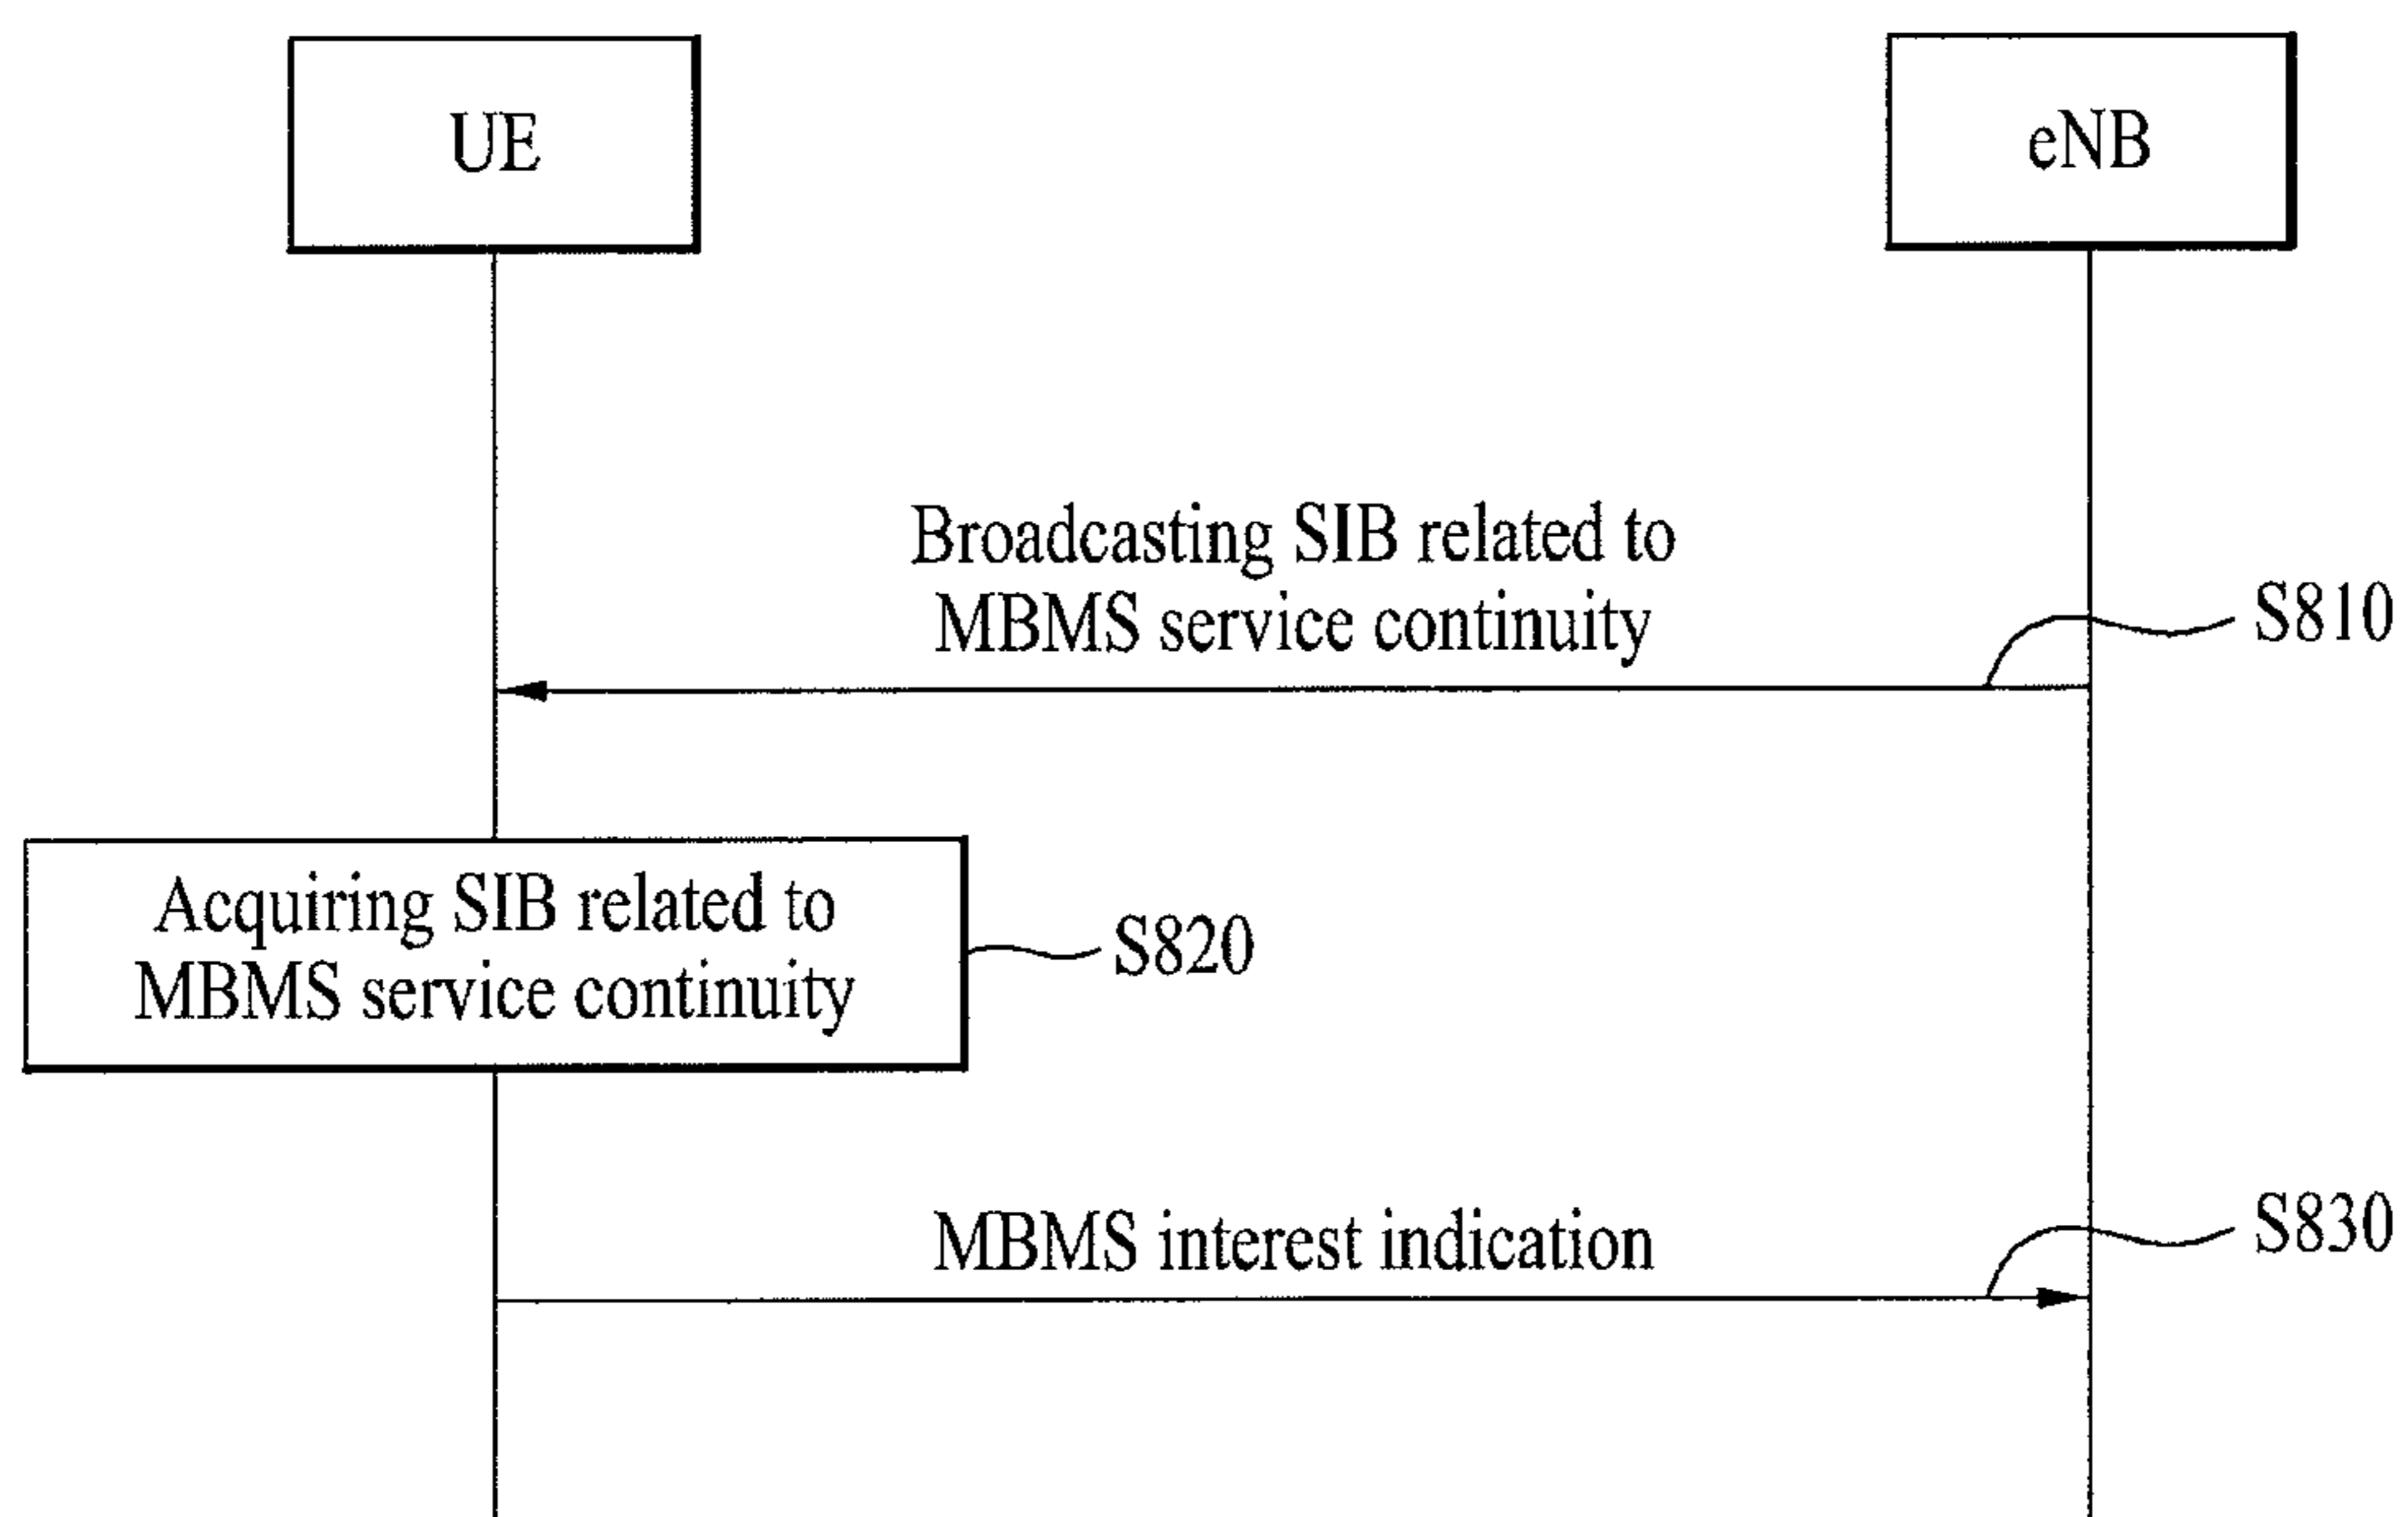 UE
eNB
Broadcasting SIB related to
MBMS service continuity
S810
Acquiring SIB related to
MBMS service continuity
S820
MBMS interest indication
S830